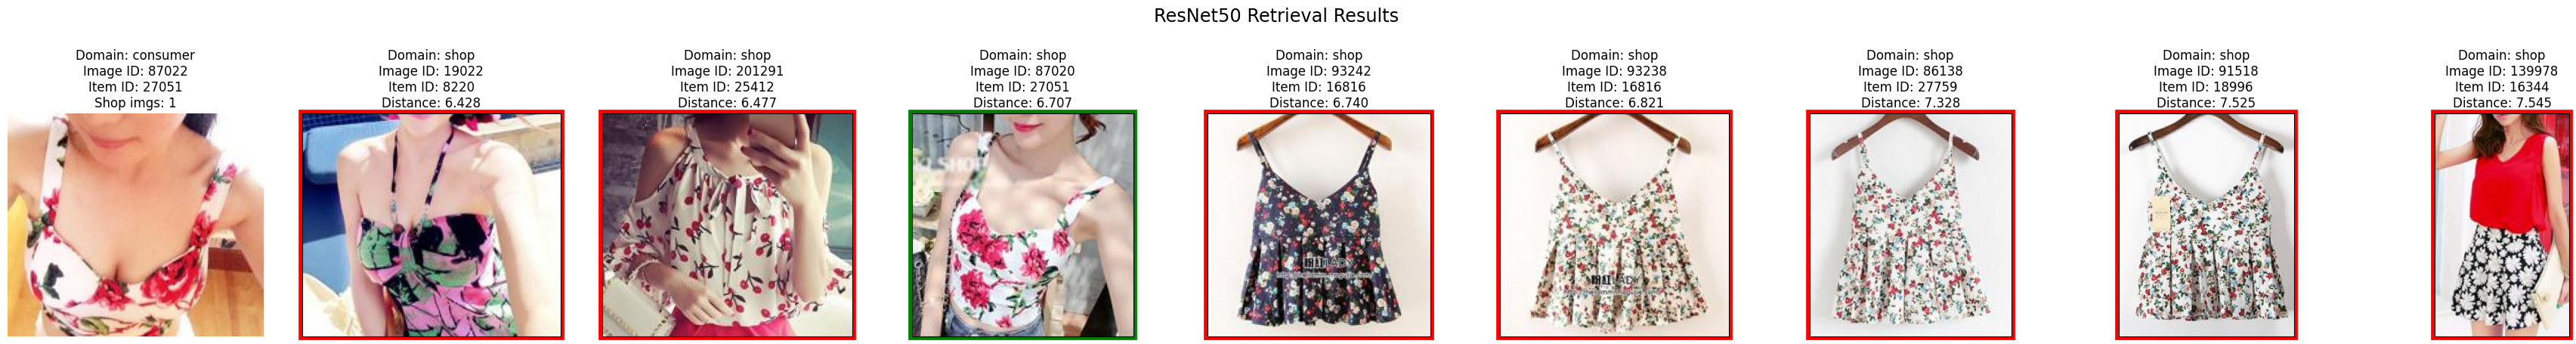 ResNet50 Retrieval Results
Domain: consumer
Image ID: 87022
Item ID: 27051
Shop imgs: 1
Domain: shop
Image ID: 19022
Item ID: 8220
Distance: 6.428
Domain: shop
Image ID: 201291
Item ID: 25412
Distance: 6.477
Domain: shop
Image ID: 87020
Item ID: 27051
Distance: 6.707
Domain: shop
Image ID: 93242
Item ID: 16816
Distance: 6.740
Domain: shop
Image ID: 93238
Item ID: 16816
Distance: 6.821
Domain: shop
Image ID: 86138
Item ID: 27759
Distance: 7.328
Domain: shop
Image ID: 91518
Item ID: 18996
Distance: 7.525
Domain: shop
Image ID: 139978
Item ID: 16344
Distance: 7.545
SHOP